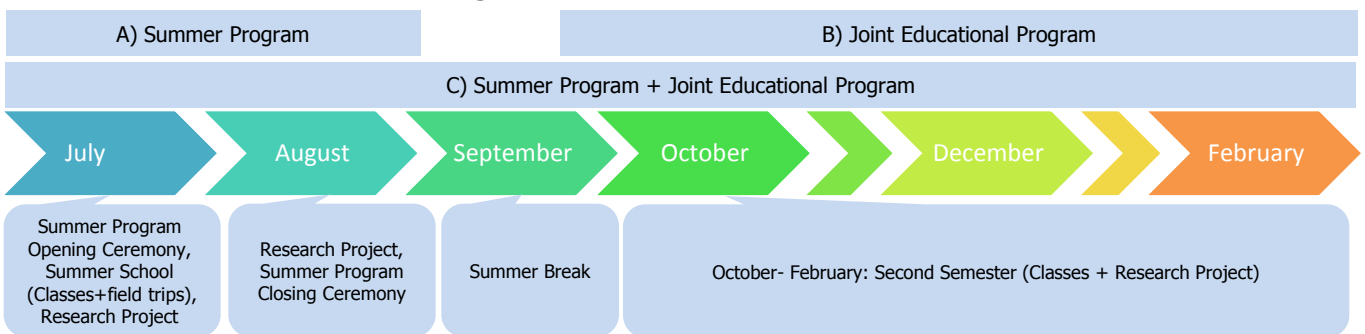 A) Summer Program
B) Joint Educational Program
C) Summer Program + Joint Educational Program
July
August
September
October
December
February
Summer Program
Opening Ceremony,
Summer School
(Classes+field trips),
Research Project
Research Project,
Summer Program
Closing Ceremony
Summer Break
October- February: Second Semester (Classes + Research Project)